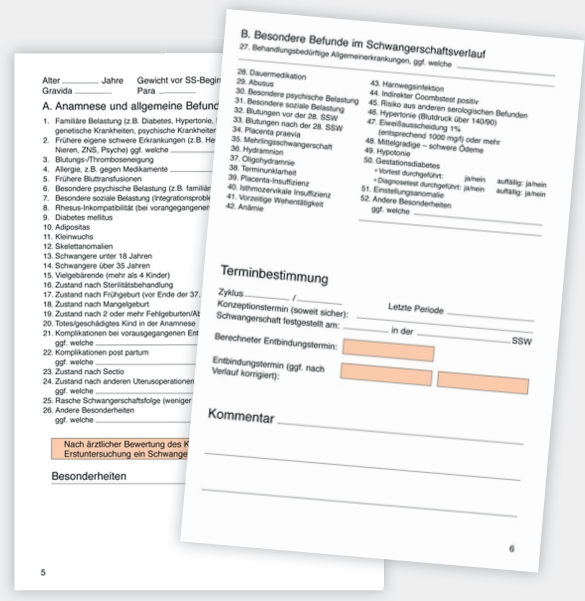 Alter Jahre Gewicht vor SS-Begin
Gravida Para
A. Anamnese und allgemeine Befund
1. Familiäre Belastung (z.B. Diabetes, Hypertonie,
genetische Krankheiten, psychische Krankheiten
2. Frühere eigene schwere Erkrankungen (z.B. He
Nieren, ZNS, Psyche) ggf. welche
3. Blutungs-/Thromboseneigung
4. Allergie, z.B. gegen Medikamente
5. Frühere Bluttransfusionen
6. Besondere psychische Belastung (z.B. familiär
7. Besondere soziale Belastung (Integrationsproble
8. Rhesus-Inkompatibilität (bei vorangegangenen
9. Diabetes mellitus
10. Adipositas
11. Kleinwuchs
12. Skelettanomalien
13. Schwangere unter 18 Jahren
14. Schwangere über 35 Jahren
15. Vielgebärende (mehr als 4 Kinder)
16. Zustand nach Sterilitätsbehandlung
17. Zustand nach Frühgeburt (vor Ende der 37.
18. Zustand nach Mangelgeburt
19. Zustand nach 2 oder mehr Fehlgeburten/Ab
20. Totes/geschädigtes Kind in der Anamnese
21. Komplikationen bei vorausgegangenen Ent
ggf. welche
22. Komplikationen post partum
ggf. welche
23. Zustand nach Sectio
24. Zustand nach anderen Uterusoperationen
ggf. welche
25. Rasche Schwangerschaftsfolge (weniger
26. Andere Besonderheiten
ggf. welche
Nach ärztlicher Bewertung des K
Erstuntersuchung ein Schwange
Besonderheiten
5
B. Besondere Befunde im Schwangerschaftsverlauf
27. Behandlungsbedürftige Allgemeinerkrankungen, ggf. welche
28. Dauermedikation
29. Abusus
30. Besondere psychische Belastung
31. Besondere soziale Belastung
32. Blutungen vor der 28. SSW
33. Blutungen nach der 28. SSW
34. Placenta praevia
35. Mehrlingsschwangerschaft
36. Hydramnion
37. Oligohydramnie
38. Terminunklarheit
39. Placenta-Insuffizienz
40. Isthmozervikale Insuffizienz
41. Vorzeitige Wehentätigkeit
42. Anämie
43. Harnwegsinfektion
44. Indirekter Coombstest positiv
45. Risiko aus anderen serologischen Befunden
46. Hypertonie (Blutdruck über 140/90)
47. Eiweißausscheidung 1‰
(entsprechend 1000 mg/l) oder mehr
48. Mittelgradige – schwere Ödeme
49. Hypotonie
50. Gestationsdiabetes
• Vortest durchgeführt: ja/nein auffällig: ja/nein
• Diagnosetest durchgeführt: ja/nein auffällig: ja/nein
51. Einstellungsanomalie
52. Andere Besonderheiten
ggf. welche
Terminbestimmung
Zyklus / Letzte Periode
Konzeptionstermin (soweit sicher):
Schwangerschaft festgestellt am: in der SSW
Berechneter Entbindungstermin:
Entbindungstermin (ggf. nach
Verlauf korrigiert):
Kommentar
6